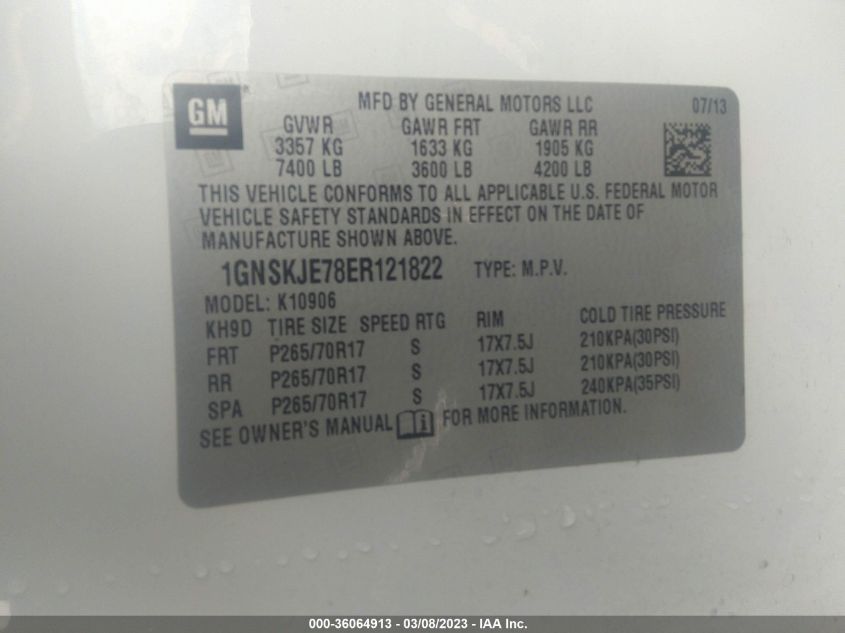 GM ® MFD BY GENERAL MOTORS LLC 07/13
GVWR GAWR FRT GAWR RR
3357 KG 1633 KG 1905 KG
7400 LB 3600 LB 4200 LB
THIS VEHICLE CONFORMS TO ALL APPLICABLE U.S. FEDERAL MOTOR
VEHICLE SAFETY STANDARDS IN EFFECT ON THE DATE OF
MANUFACTURE SHOWN ABOVE.
1GNSKJE78ER121822 TYPE: M.P.V.
MODEL: K10906
KH9D TIRE SIZE SPEED RTG RIM COLD TIRE PRESSURE
FRT P265/70R17 S 17X7.5J 210KPA(30PSI)
RR P265/70R17 S 17X7.5J 210KPA(30PSI)
SPA P265/70R17 S 17X7.5J 240KPA(35PSI)
SEE OWNER'S MANUAL i FOR MORE INFORMATION.
000-36064913 - 03/08/2023 - IAA Inc.